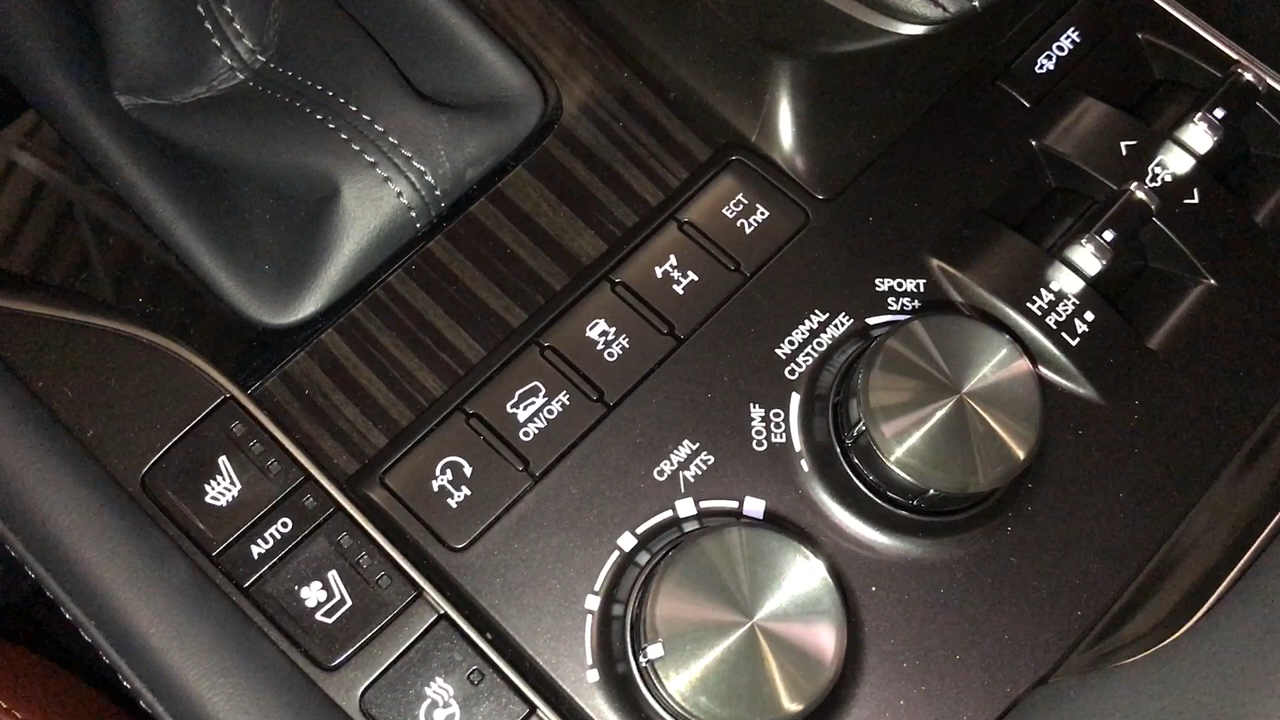 OFF
ECT
2nd
OFF
ON/OFF
AUTO
SPORT
S/S+
NORMAL
CUSTOMIZE
COMF
ECO
H4
PUSH
L4
CRAWL
/MTS